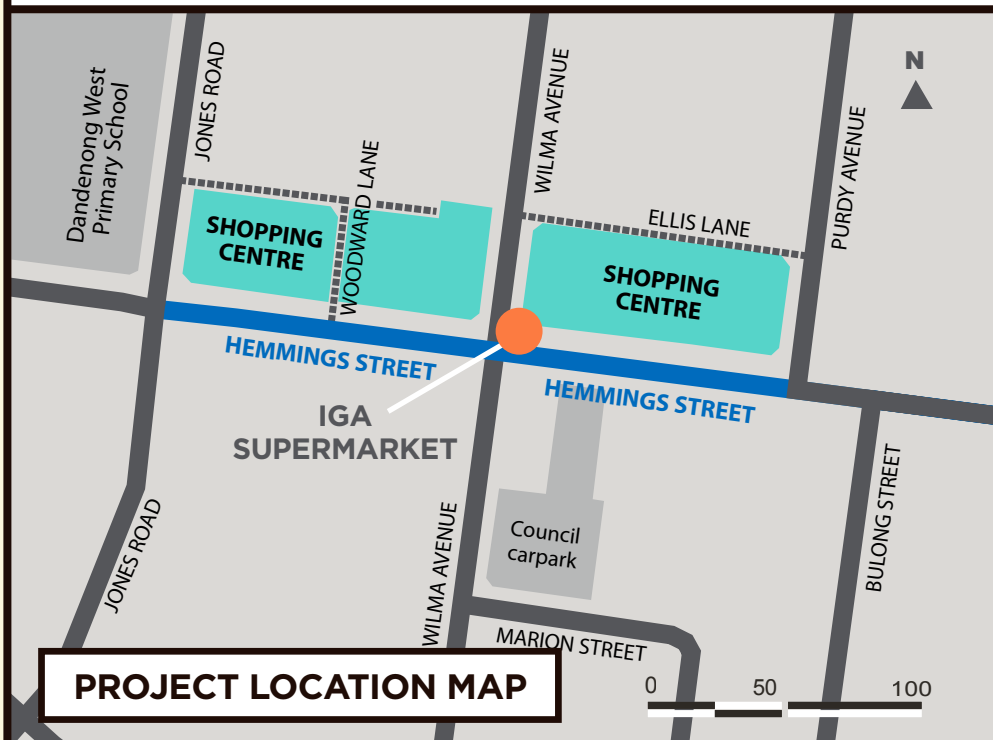 JONES ROAD
WILMA AVENUE
N
Dandenong West
Primary School
PURDY AVENUE
WOODWARD LANE
ELLIS LANE
SHOPPING
CENTRE
SHOPPING
CENTRE
HEMMINGS STREET
HEMMINGS STREET
IGA
SUPERMARKET
JONES ROAD
WILMA AVENUE
Council
carpark
BULONG STREET
MARION STREET
PROJECT LOCATION MAP
0 50 100